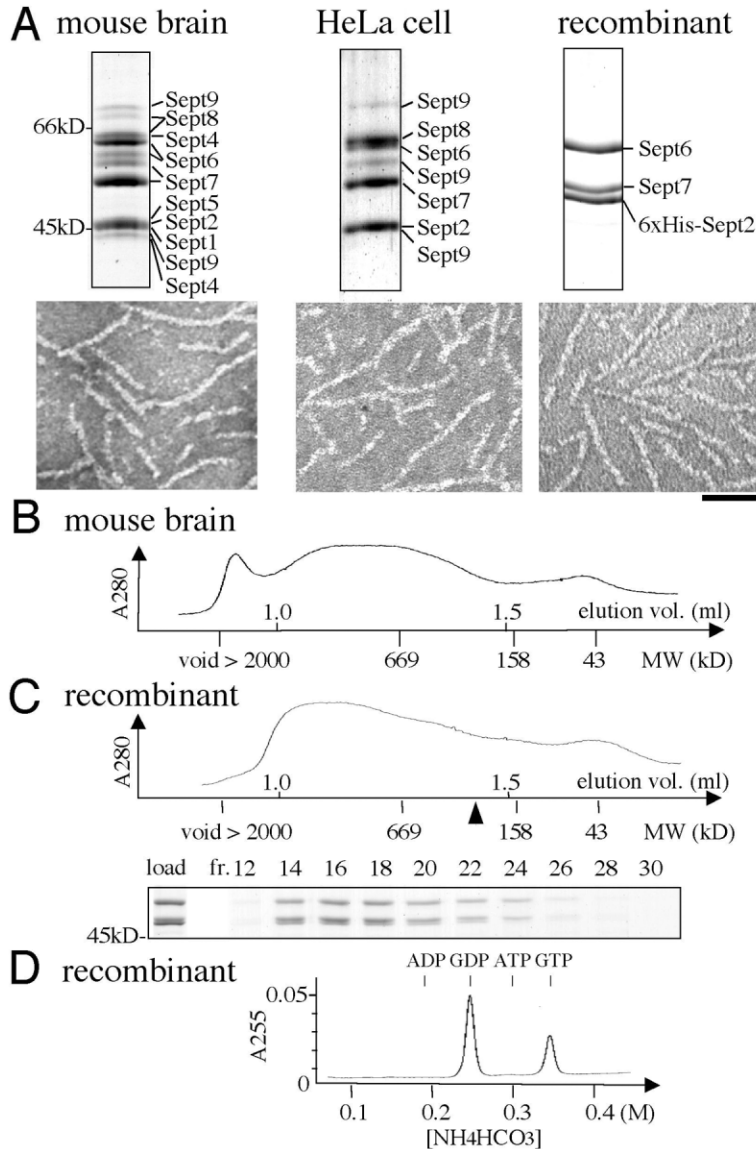 A mouse brain HeLa cell recombinant
66kD
45kD
Sept9
Sept8
Sept4
Sept6
Sept7
Sept5
Sept2
Sept1
Sept9
Sept4
Sept9
Sept8
Sept6
Sept9
Sept7
Sept2
Sept9
Sept6
Sept7
6xHis-Sept2
B mouse brain
A280
1.0 1.5 elution vol. (ml)
void > 2000 669 158 43 MW (kD)
C recombinant
A280
1.0 1.5 elution vol. (ml)
void > 2000 669 158 43 MW (kD)
load fr. 12 14 16 18 20 22 24 26 28 30
45kD-
D recombinant
ADP GDP ATP GTP
A255
0.05
0
0.1 0.2 0.3 0.4 (M)
[NH4HCO3]